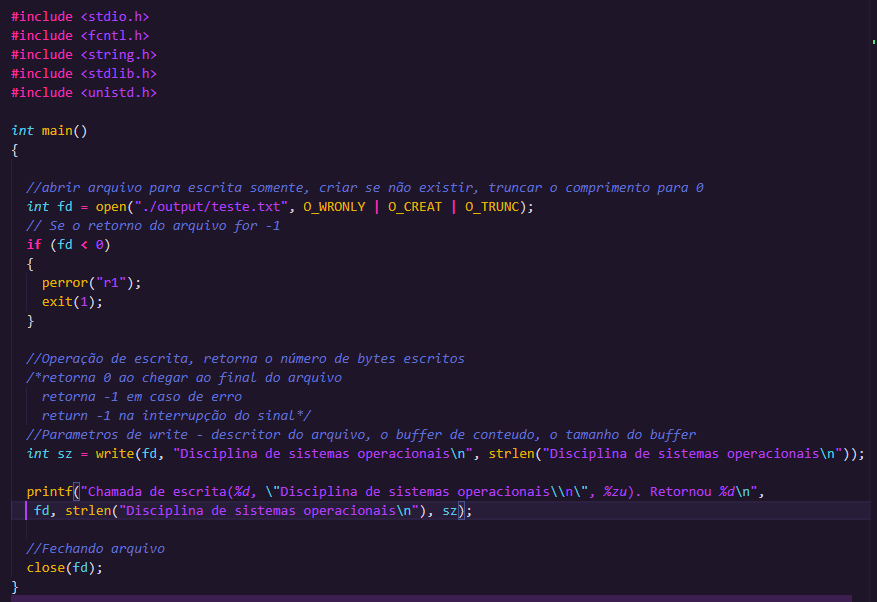 #include <stdio.h>
#include <fcntl.h>
#include <string.h>
#include <stdlib.h>
#include <unistd.h>

int main()
{

  //abrir arquivo para escrita somente, criar se não existir, truncar o comprimento para 0
  int fd = open("./output/teste.txt", O_WRONLY | O_CREAT | O_TRUNC);
  // Se o retorno do arquivo for -1
  if (fd < 0)
  {
    perror("r1");
    exit(1);
  }

  //Operação de escrita, retorna o número de bytes escritos
  /*retorna 0 ao chegar ao final do arquivo
    retorna -1 em caso de erro
    return -1 na interrupção do sinal*/
  //Parametros de write - descritor do arquivo, o buffer de conteudo, o tamanho do buffer
  int sz = write(fd, "Disciplina de sistemas operacionais\n", strlen("Disciplina de sistemas operacionais\n"));

  printf("Chamada de escrita(%d, \"Disciplina de sistemas operacionais\\n\", %zu). Retornou %d\n",
   fd, strlen("Disciplina de sistemas operacionais\n"), sz);

  //Fechando arquivo
  close(fd);
}